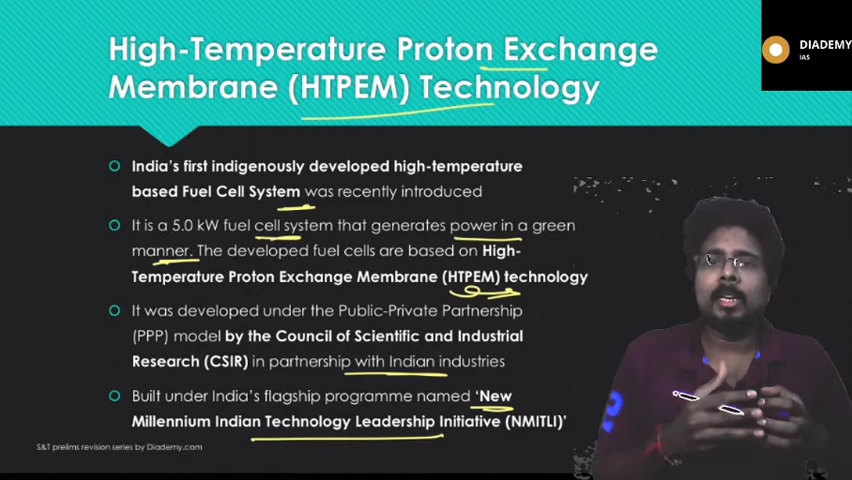 High-Temperature Proton Exchange
Membrane (HTPEM) Technology
DIADEMY
IAS
India's first indigenously developed high-temperature
based Fuel Cell System was recently introduced
It is a 5.0 kW fuel cell system that generates power in a green
manner. The developed fuel cells are based on High-
Temperature Proton Exchange Membrane (HTPEM) technology
It was developed under the Public-Private Partnership
(PPP) model by the Council of Scientific and Industrial
Research (CSIR) in partnership with Indian industries
Built under India's flagship programme named 'New
Millennium Indian Technology Leadership Initiative (NMITLI)'
S&T prelims revision series by Diademy.com